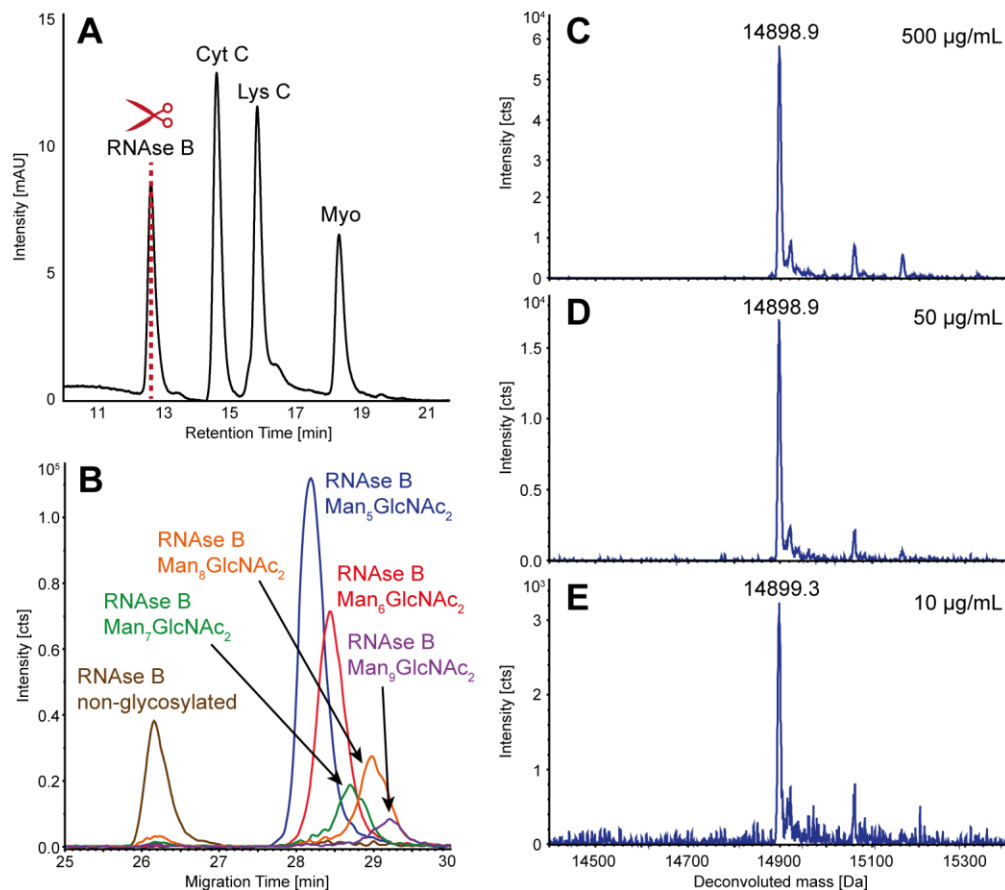 A
15
10
5
0
Intensity [mAU]
RNAse B
Cyt C
Lys C
Myo
11 13 15 17 19 21
Retention Time [min]
B
10⁵
1.0
0.8
0.6
0.4
0.2
0.0
Intensity [cts]
RNAse B
Man₅GlcNAc₂
RNAse B
Man₈GlcNAc₂
RNAse B
Man₆GlcNAc₂
RNAse B
Man₇GlcNAc₂
RNAse B
Man₉GlcNAc₂
RNAse B
non-glycosylated
25 26 27 28 29 30
Migration Time [min]
C
10⁴
14898.9
500 µg/mL
6
5
4
3
2
1
0
Intensity [cts]
D
10⁴
14898.9
50 µg/mL
1.5
1.0
0.5
0.0
Intensity [cts]
E
10³
14899.3
10 µg/mL
3
2
1
0
Intensity [cts]
14500 14700 14900 15100 15300
Deconvoluted mass [Da]